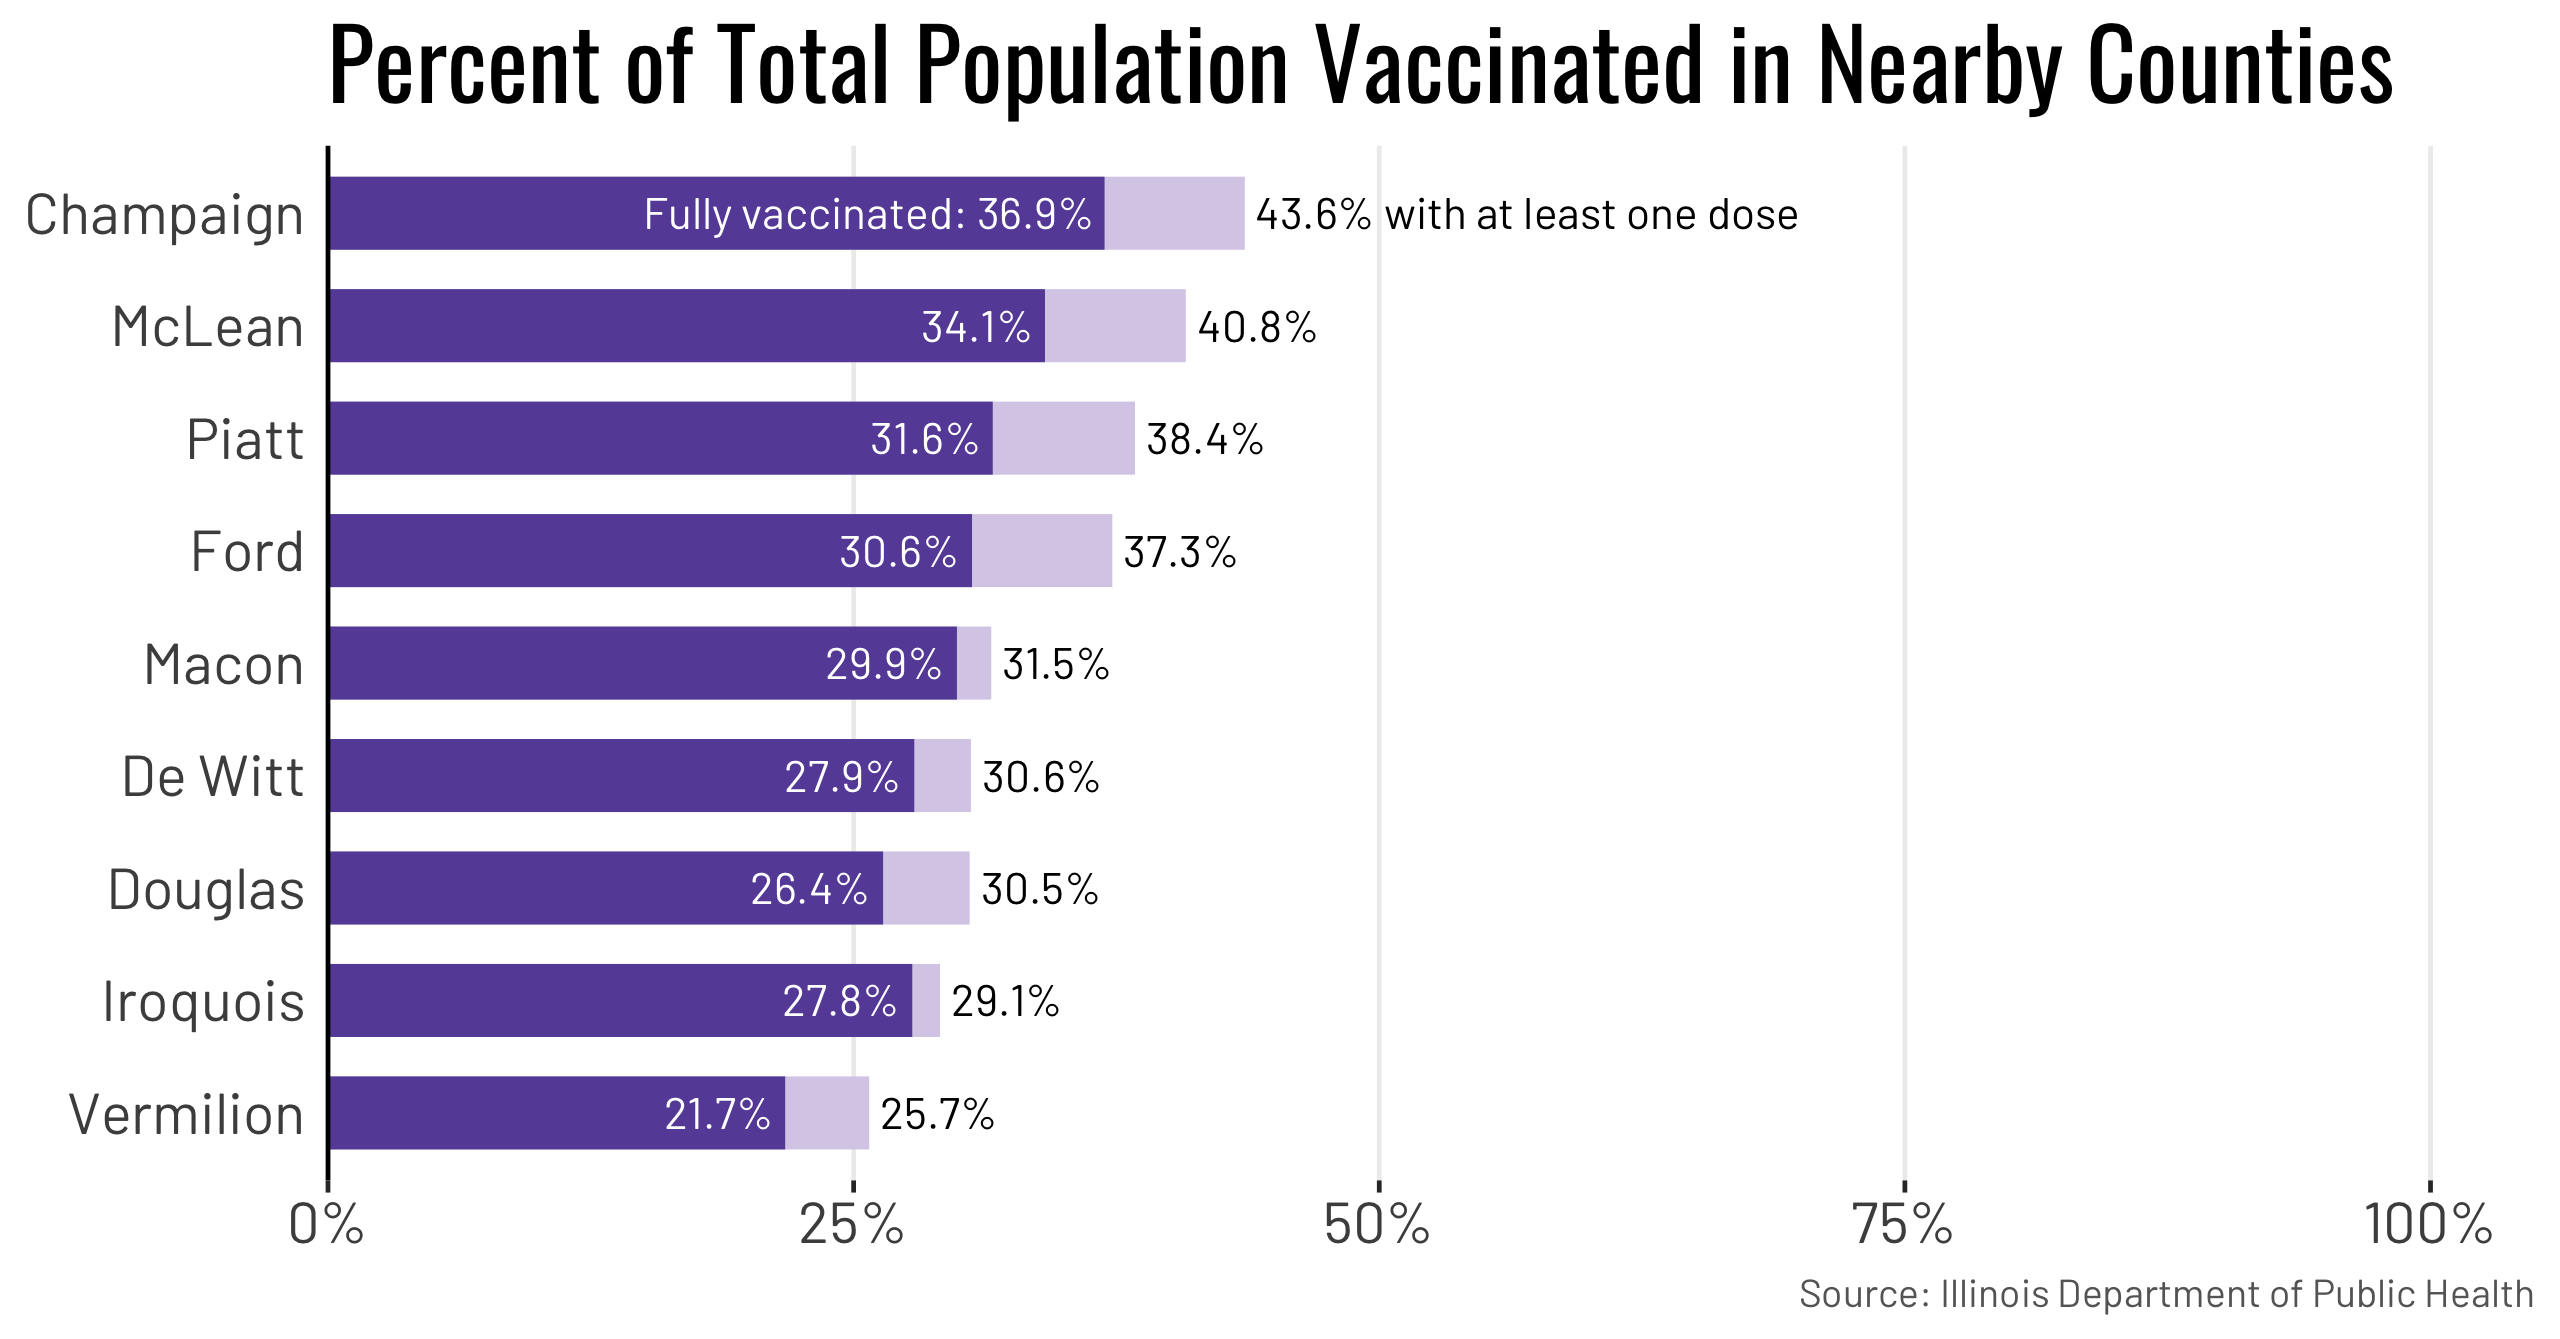 Percent of Total Population Vaccinated in Nearby Counties
Champaign Fully vaccinated: 36.9% 43.6% with at least one dose
McLean 34.1% 40.8%
Piatt 31.6% 38.4%
Ford 30.6% 37.3%
Macon 29.9% 31.5%
De Witt 27.9% 30.6%
Douglas 26.4% 30.5%
Iroquois 27.8% 29.1%
Vermilion 21.7% 25.7%
0% 25% 50% 75% 100%
Source: Illinois Department of Public Health